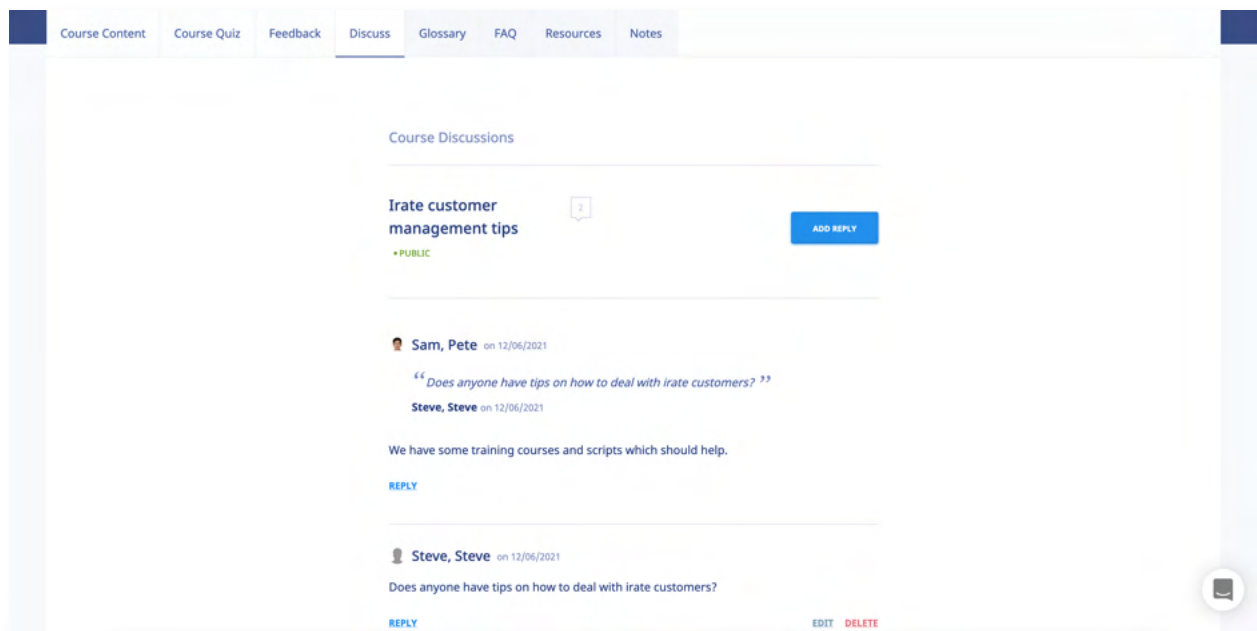 Course Content Course Quiz Feedback Discuss Glossary FAQ Resources Notes
Course Discussions
Irate customer
management tips
2
ADD REPLY
+PUBLIC
Sam, Pete on 12/06/2021
“ Does anyone have tips on how to deal with irate customers? ”
Steve, Steve on 12/06/2021
We have some training courses and scripts which should help.
REPLY
Steve, Steve on 12/06/2021
Does anyone have tips on how to deal with irate customers?
REPLY EDIT DELETE